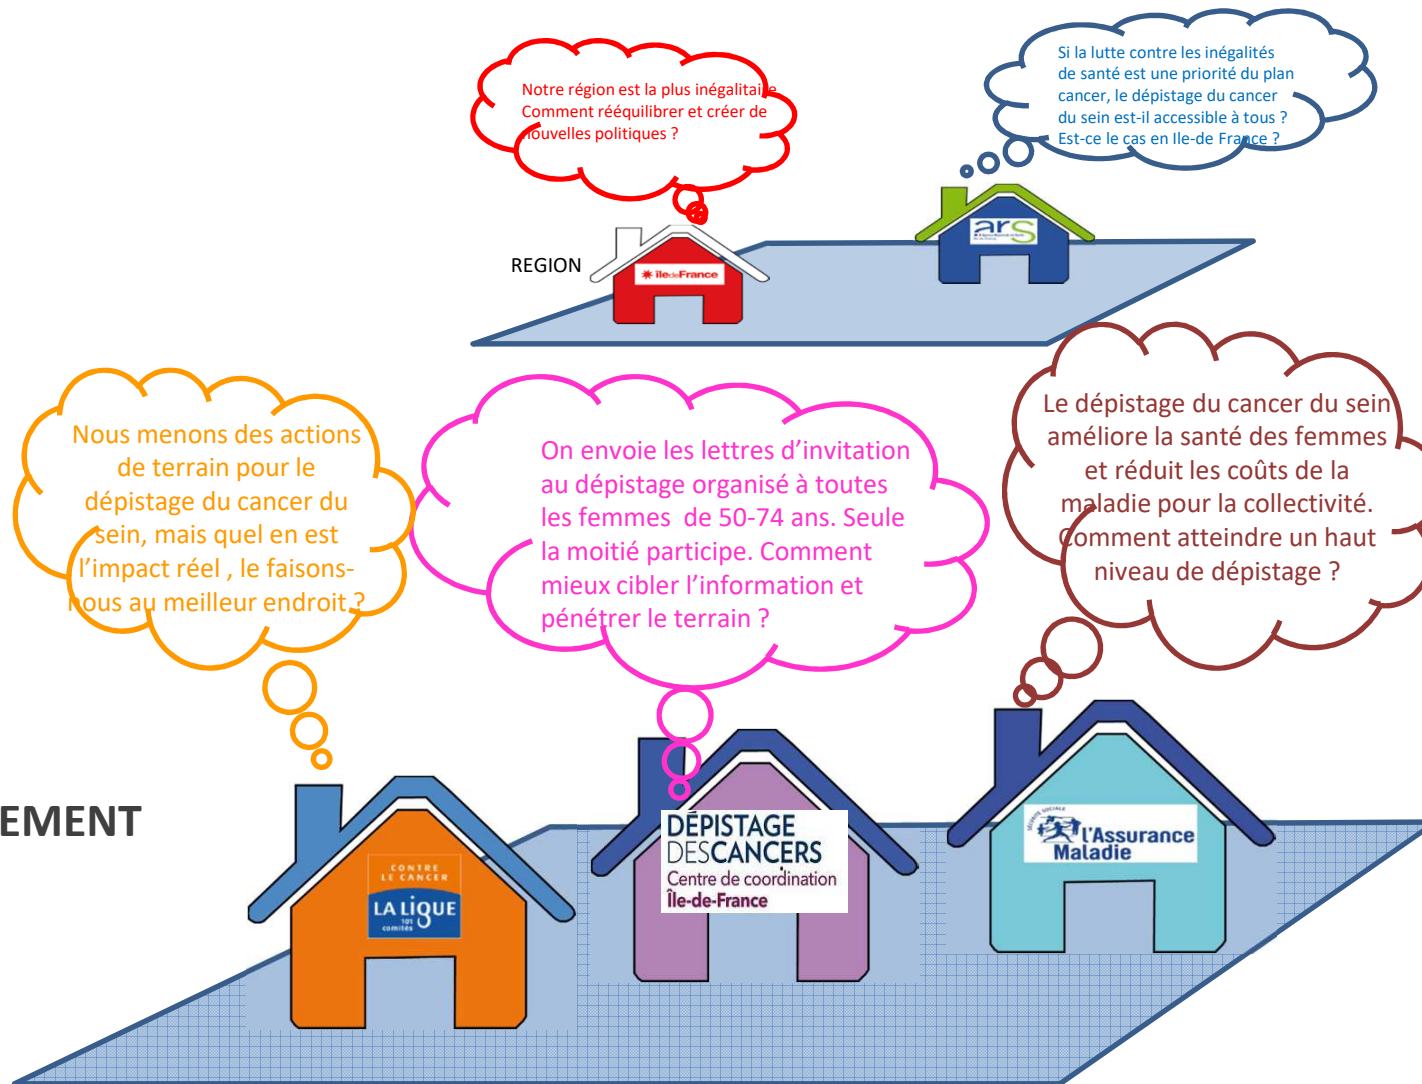 Notre région est la plus inégalitaire
Comment rééquilibrer et créer de
nouvelles politiques ?
Si la lutte contre les inégalités
de santé est une priorité du plan
cancer, le dépistage du cancer
du sein est-il accessible à tous ?
Est-ce le cas en Ile-de France ?
REGION
île de France
ars
Nous menons des actions
de terrain pour le
dépistage du cancer du
sein, mais quel en est
l'impact réel , le faisons-
nous au meilleur endroit ?
On envoie les lettres d'invitation
au dépistage organisé à toutes
les femmes  de 50-74 ans. Seule
la moitié participe. Comment
mieux cibler l'information et
pénétrer le terrain ?
Le dépistage du cancer du sein
améliore la santé des femmes
et réduit les coûts de la
maladie pour la collectivité.
Comment atteindre un haut
niveau de dépistage ?
EMENT
CONTRE
LE CANCER
LA LIGUE
101
comités
DÉPISTAGE
DESCANCERS
Centre de coordination
Île-de-France
SÉCURITÉ SOCIALE
l'Assurance
Maladie